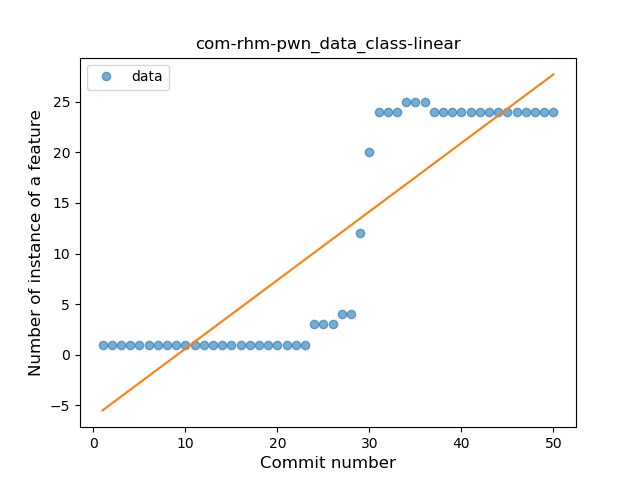 com-rhm-pwn_data_class-linear
data
Number of instance of a feature
25
20
15
10
5
0
−5
0 10 20 30 40 50
Commit number